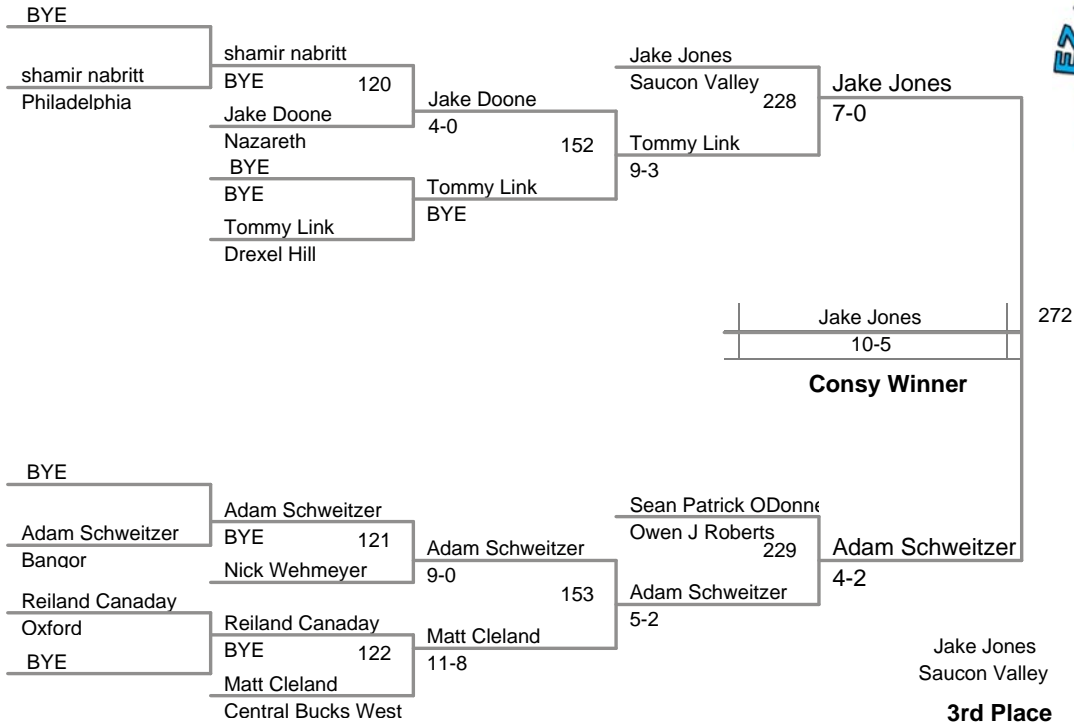 BYE
shamir nabritt
Philadelphia
shamir nabritt
BYE
120
Jake Doone
Nazareth
BYE
BYE
Tommy Link
Drexel Hill
Jake Doone
4-0
152
Tommy Link
BYE
Jake Jones
Saucon Valley
228
Tommy Link
9-3
Jake Jones
7-0
Jake Jones
10-5
272
Consy Winner
BYE
Adam Schweitzer
Bangor
Reiland Canaday
Oxford
BYE
Adam Schweitzer
BYE
121
Nick Wehmeyer
Reiland Canaday
BYE
122
Matt Cleland
Central Bucks West
Adam Schweitzer
9-0
153
Matt Cleland
11-8
Sean Patrick ODonne
Owen J Roberts
229
Adam Schweitzer
5-2
Adam Schweitzer
4-2
Jake Jones
Saucon Valley
3rd Place